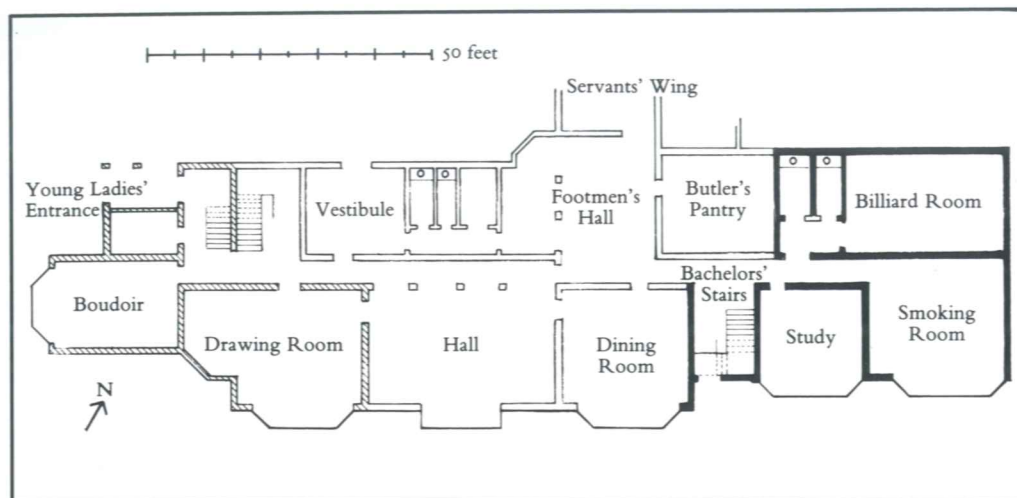 50 feet
Servants' Wing
Young Ladies'
Entrance
Vestibule
Footmen's
Hall
Butler's
Pantry
Billiard Room
Boudoir
Drawing Room
Hall
Dining
Room
Bachelors'
Stairs
Study
Smoking
Room
N